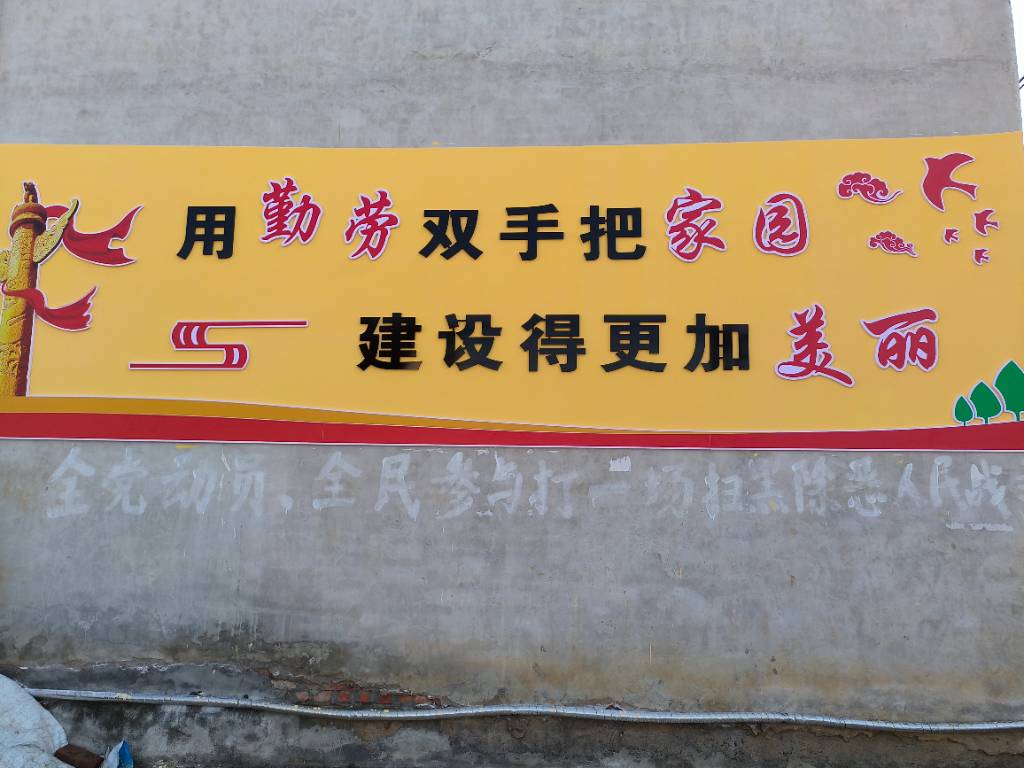 用勤劳双手把家园
建设得更加美丽
全党动员、全民参与打一场扫黑除恶人民战